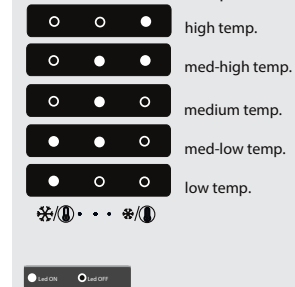 high temp.
med-high temp.
medium temp.
med-low temp.
low temp.
Led ON Led OFF